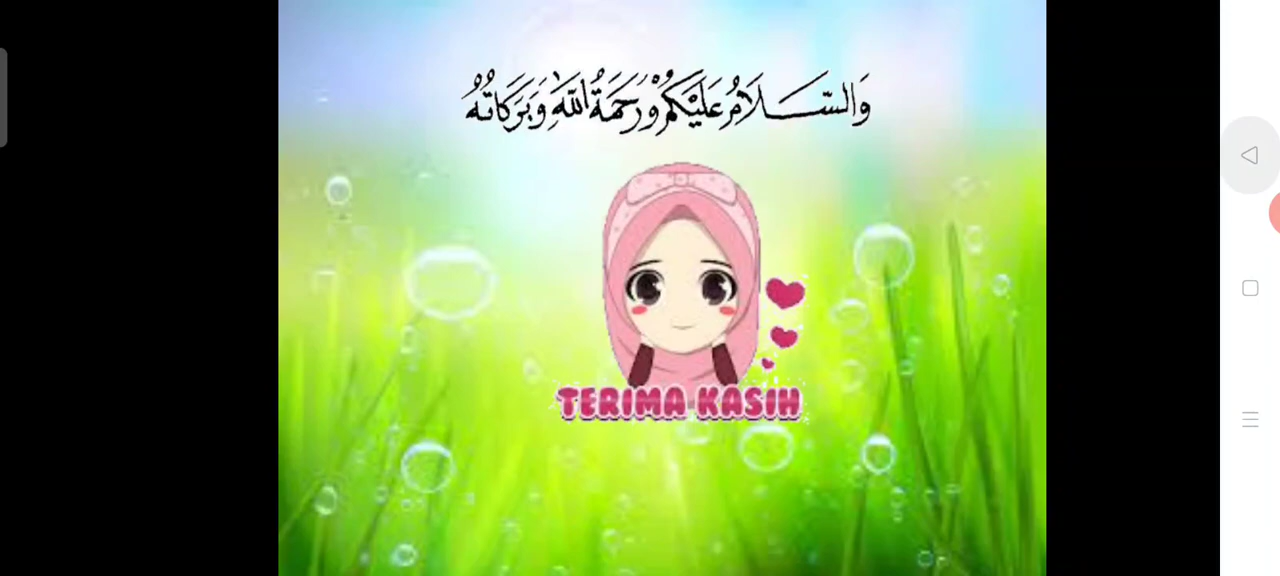 وَالسَّلَامُ عَلَيْكُمْ وَرَحْمَةُ اللهِ وَبَرَكَاتُهُ
TERIMA KASIH